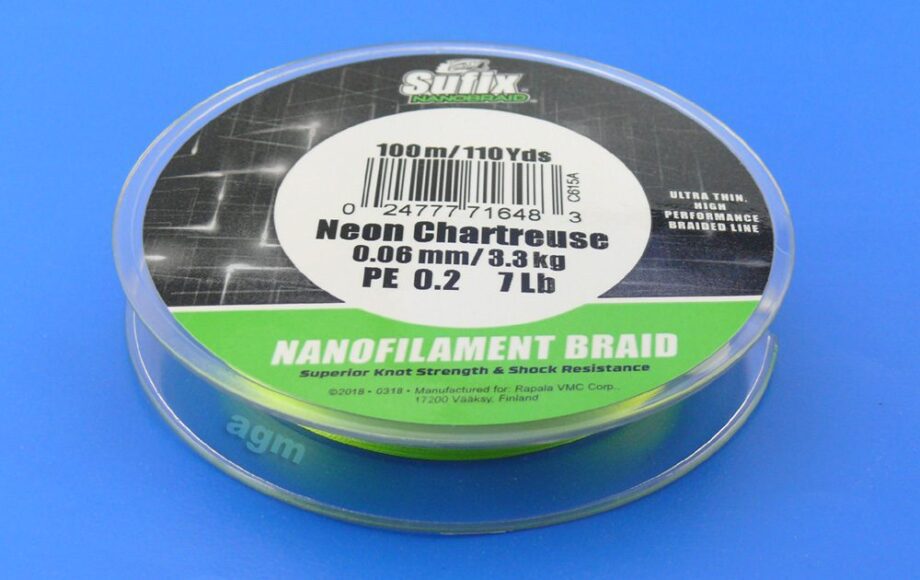 Sufix
NANOBRAID
100 m/110 Yds
C615A
0 24777 71648 3
Neon Chartreuse
0.06 mm/3.3 kg
PE 0.2 7 Lb
ULTRA THIN,
HIGH
PERFORMANCE
BRAIDED LINE
NANOFILAMENT BRAID
Superior Knot Strength & Shock Resistance
©2018 • 0318 • Manufactured for: Rapala VMC Corp.,
17200 Vääksy, Finland
agm